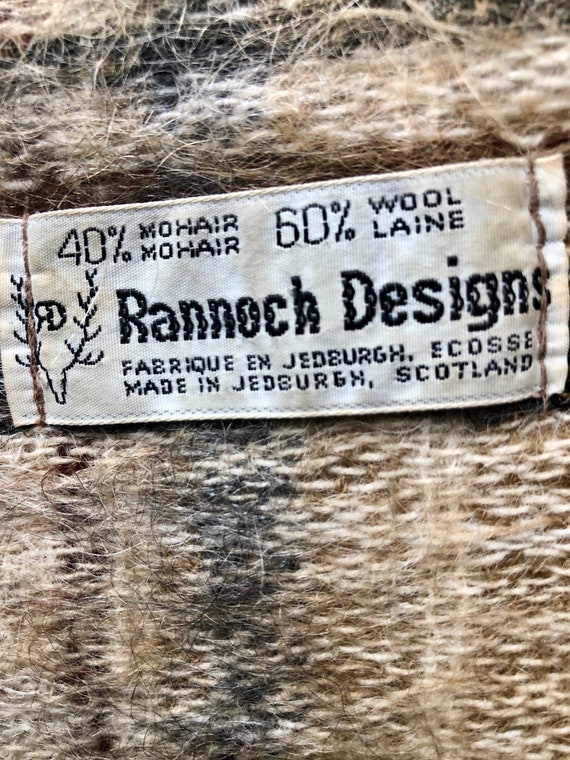 40% MOHAIR 60% WOOL
MOHAIR LAINE
RD
Rannoch Designs
FABRIQUE EN JEDBURGH, ECOSSE
MADE IN JEDBURGH, SCOTLAND